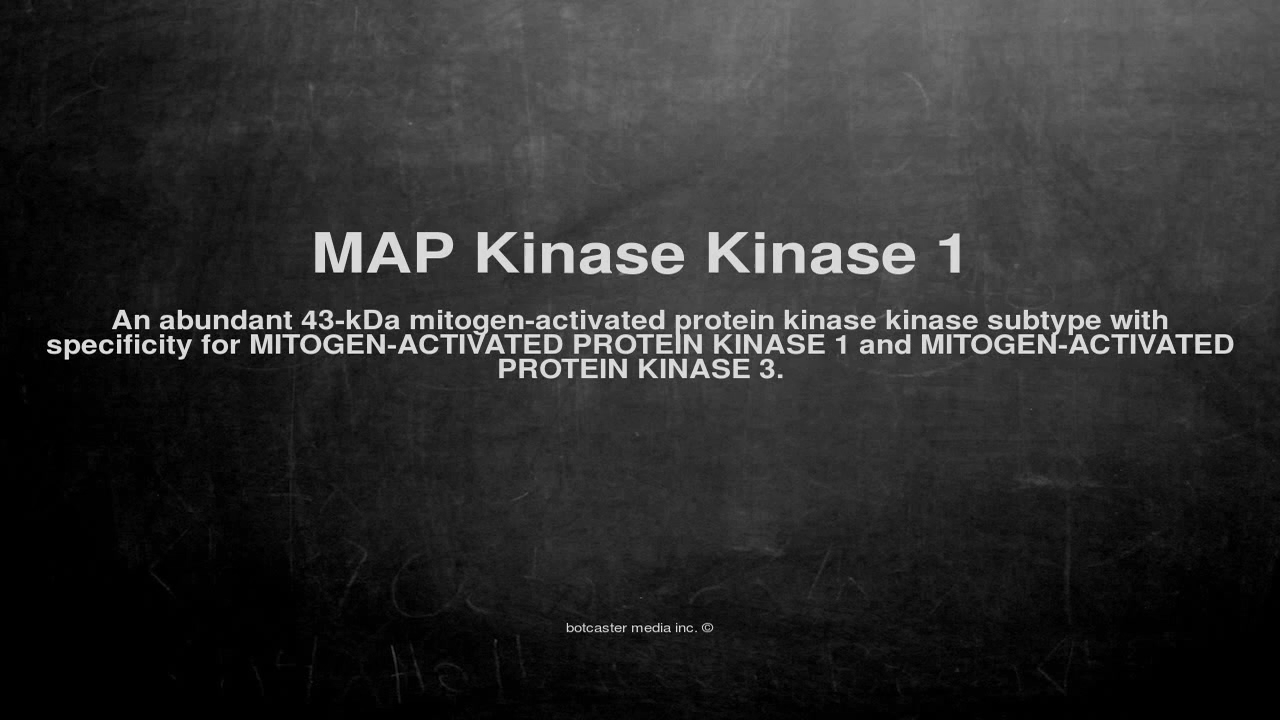 MAP Kinase Kinase 1
An abundant 43-kDa mitogen-activated protein kinase kinase subtype with
specificity for MITOGEN-ACTIVATED PROTEIN KINASE 1 and MITOGEN-ACTIVATED
PROTEIN KINASE 3.
botcaster media inc. ©